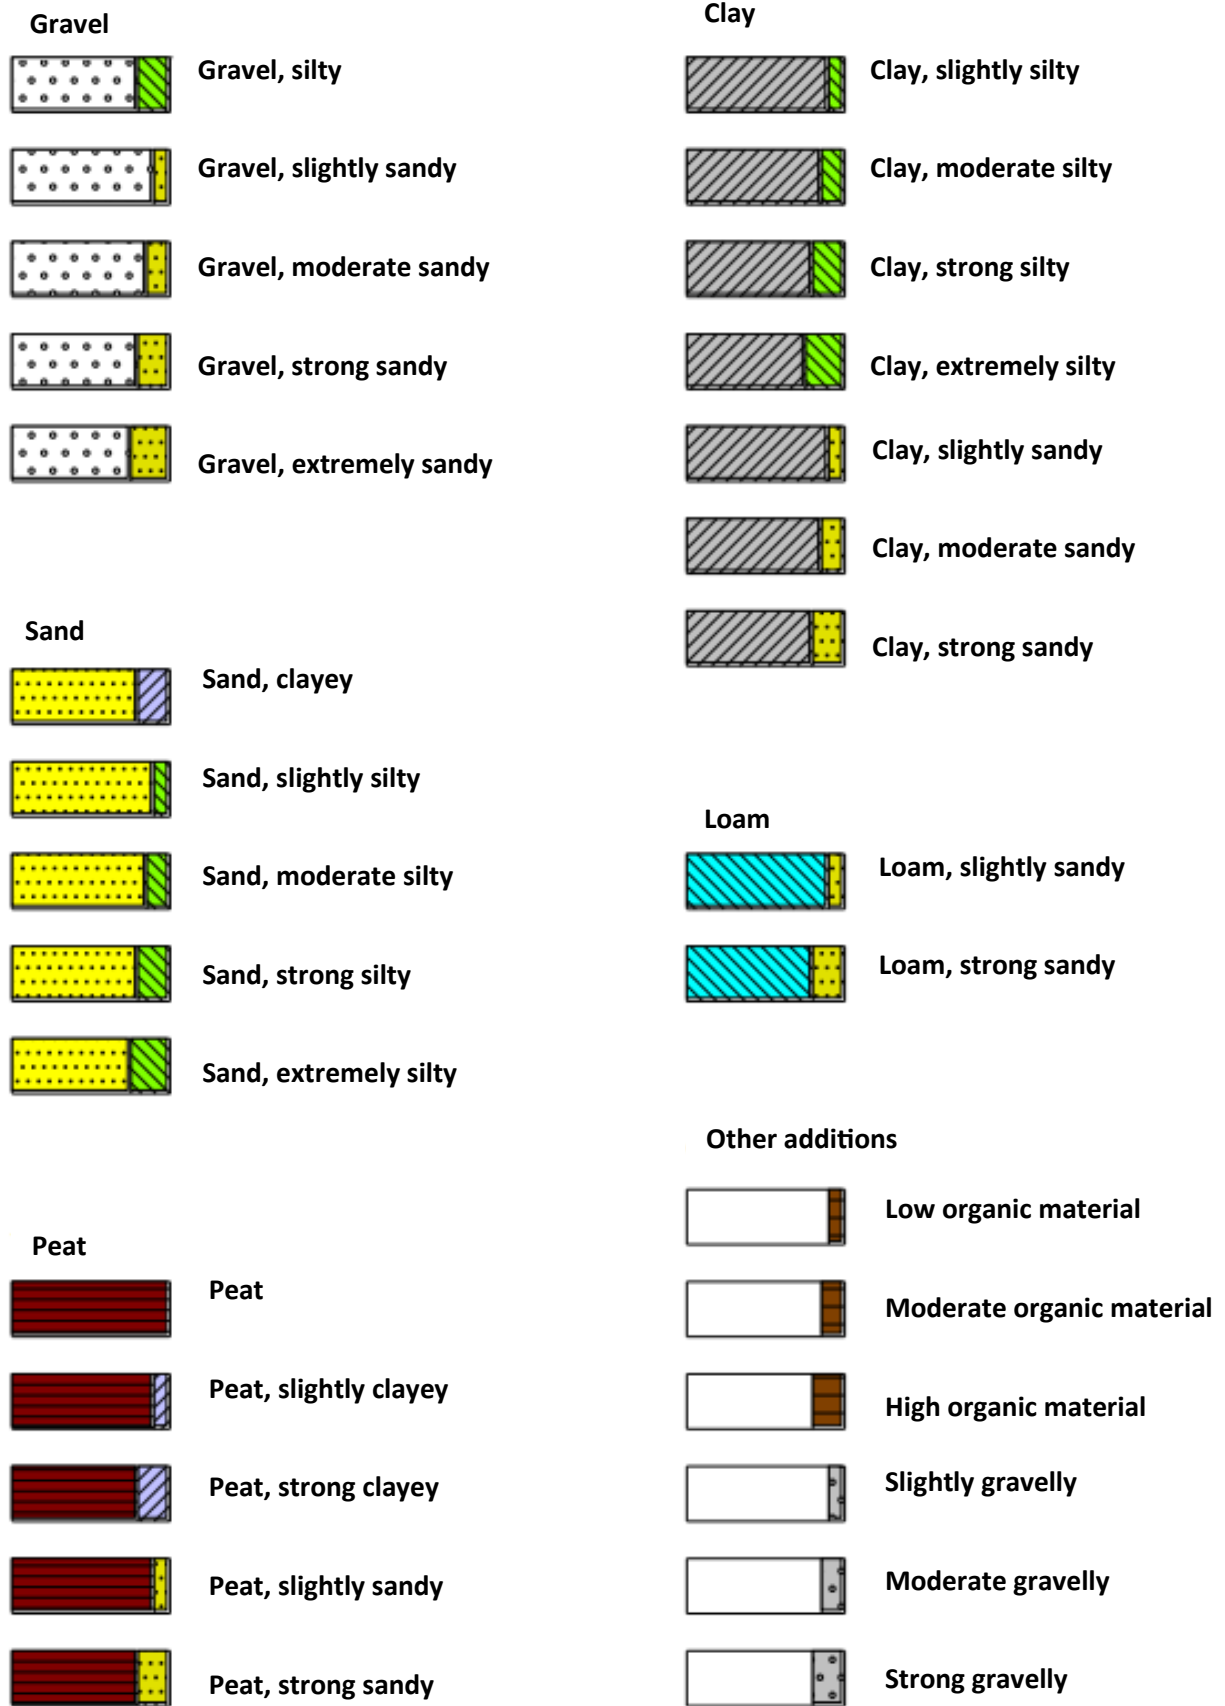 Gravel
Gravel, silty
Gravel, slightly sandy
Gravel, moderate sandy
Gravel, strong sandy
Gravel, extremely sandy
Sand
Sand, clayey
Sand, slightly silty
Sand, moderate silty
Sand, strong silty
Sand, extremely silty
Peat
Peat
Peat, slightly clayey
Peat, strong clayey
Peat, slightly sandy
Peat, strong sandy
Clay
Clay, slightly silty
Clay, moderate silty
Clay, strong silty
Clay, extremely silty
Clay, slightly sandy
Clay, moderate sandy
Clay, strong sandy
Loam
Loam, slightly sandy
Loam, strong sandy
Other additions
Low organic material
Moderate organic material
High organic material
Slightly gravelly
Moderate gravelly
Strong gravelly